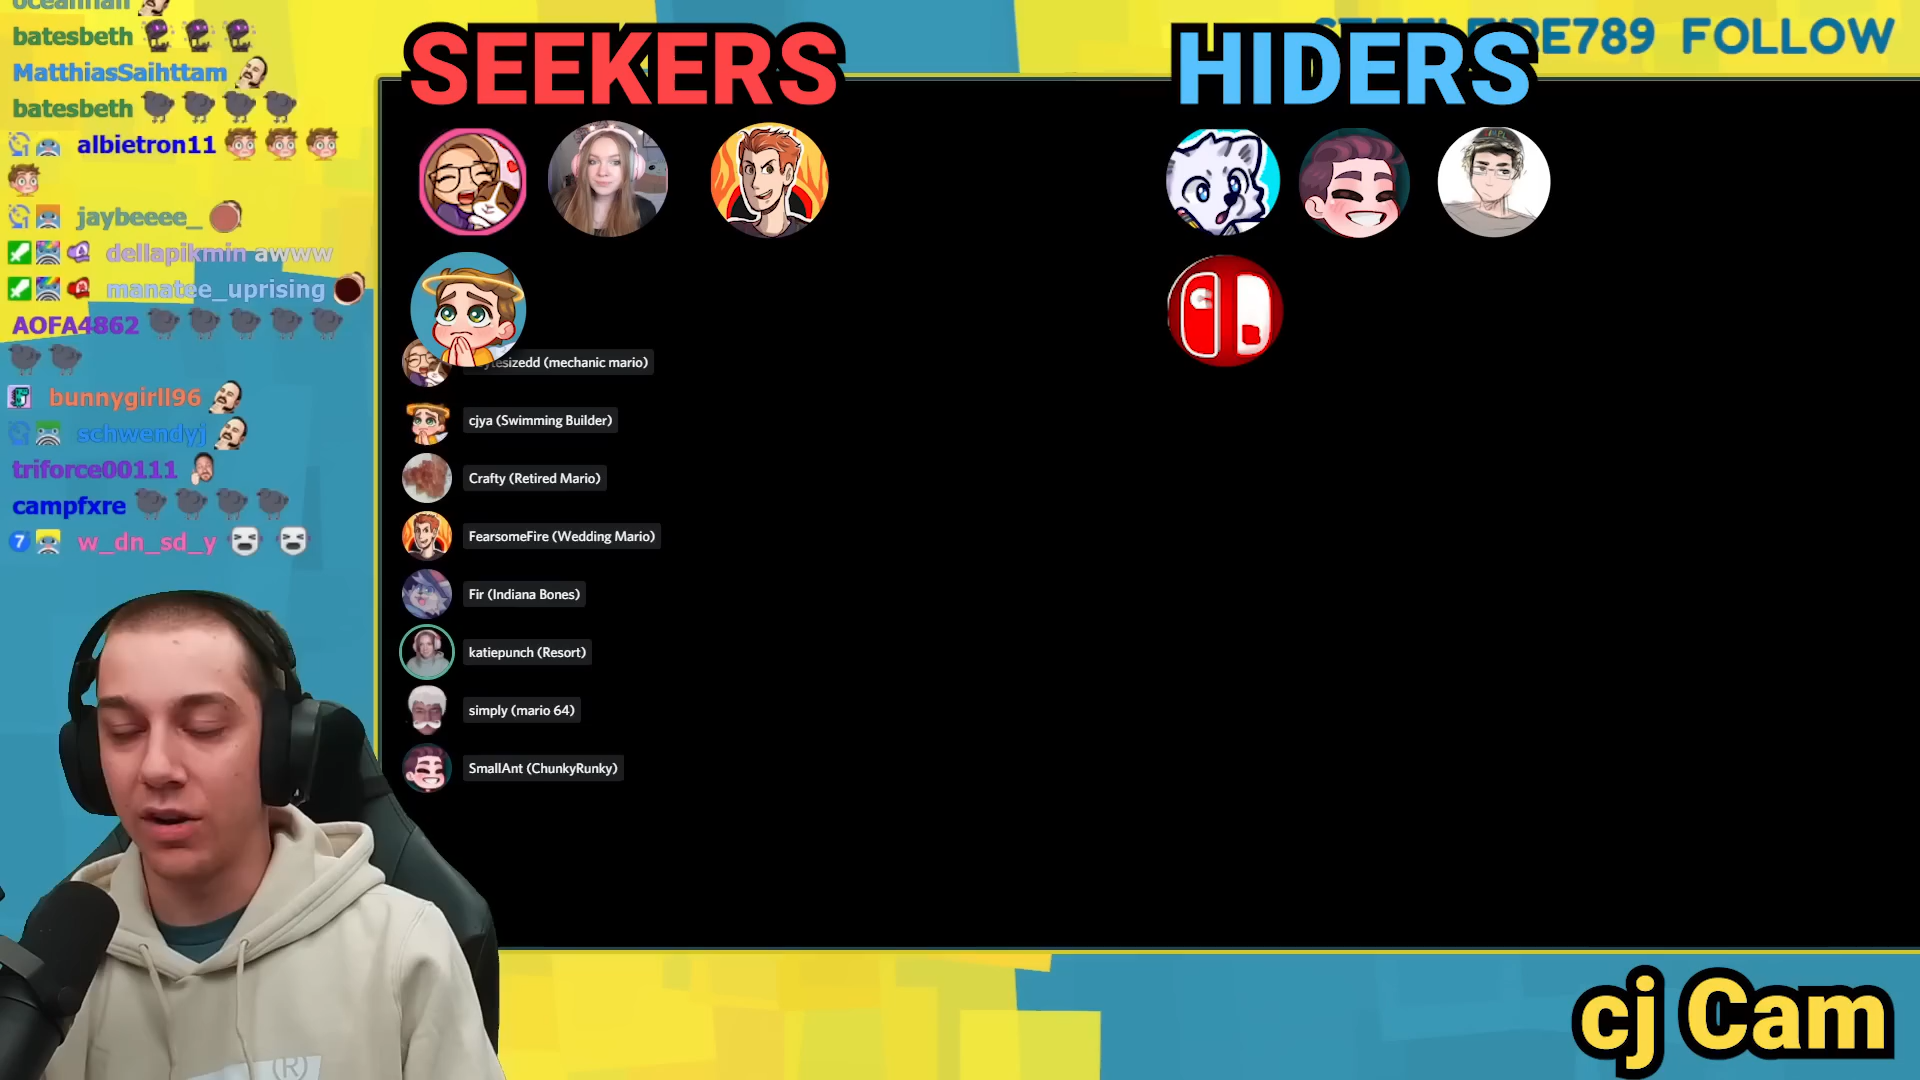 batesbeth
MatthiasSaihttam
batesbeth
albietron11
jaybeeee_
dellapikmin awww
manatee_uprising
AOFA4862
bunnygirll96
schwendyj
triforce00111
campfxre
7 w_dn_sd_y
SEEKERS
HIDERS
E789 FOLLOW
tesizedd (mechanic mario)
cjya (Swimming Builder)
Crafty (Retired Mario)
FearsomeFire (Wedding Mario)
Fir (Indiana Bones)
katiepunch (Resort)
simply (mario 64)
SmallAnt (ChunkyRunky)
(R)
cj Cam